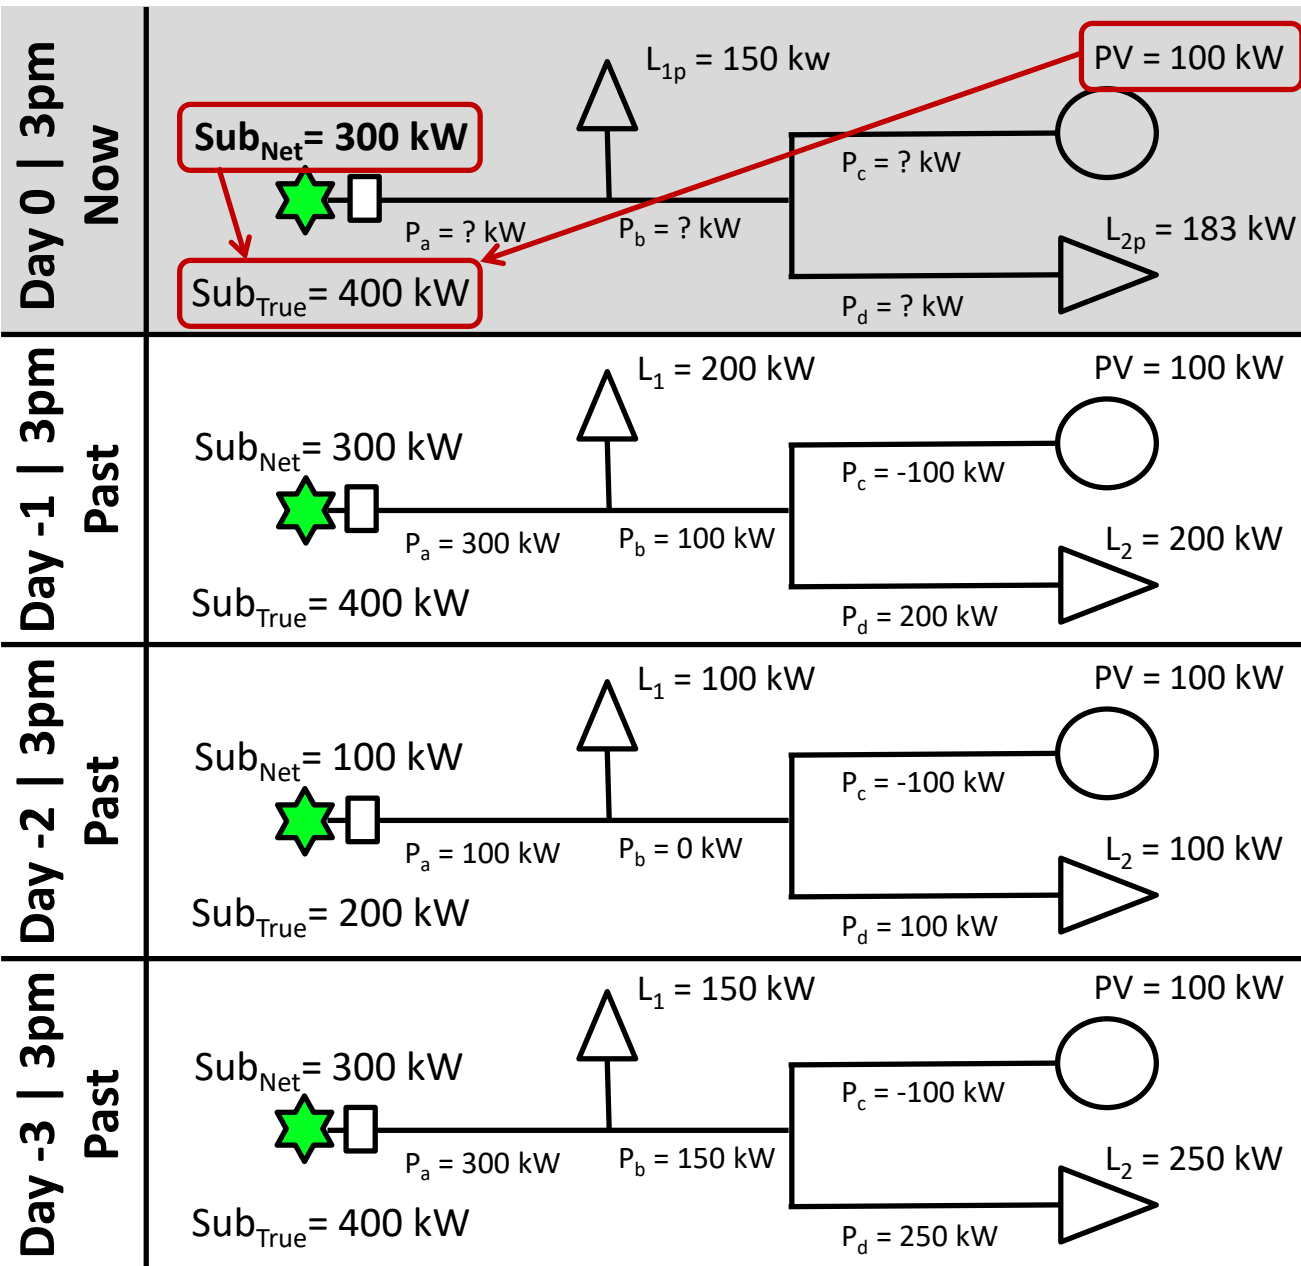 Day 0 | 3pm
Now
L1p = 150 kw
PV = 100 kW
SubNet= 300 kW
Pc = ? kW
Pa = ? kW
Pb = ? kW
L2p = 183 kW
SubTrue= 400 kW
Pd = ? kW
Day -1 | 3pm
Past
L1 = 200 kW
PV = 100 kW
SubNet= 300 kW
Pc = -100 kW
Pa = 300 kW
Pb = 100 kW
L2 = 200 kW
SubTrue= 400 kW
Pd = 200 kW
Day -2 | 3pm
Past
L1 = 100 kW
PV = 100 kW
SubNet= 100 kW
Pc = -100 kW
Pa = 100 kW
Pb = 0 kW
L2 = 100 kW
SubTrue= 200 kW
Pd = 100 kW
Day -3 | 3pm
Past
L1 = 150 kW
PV = 100 kW
SubNet= 300 kW
Pc = -100 kW
Pa = 300 kW
Pb = 150 kW
L2 = 250 kW
SubTrue= 400 kW
Pd = 250 kW